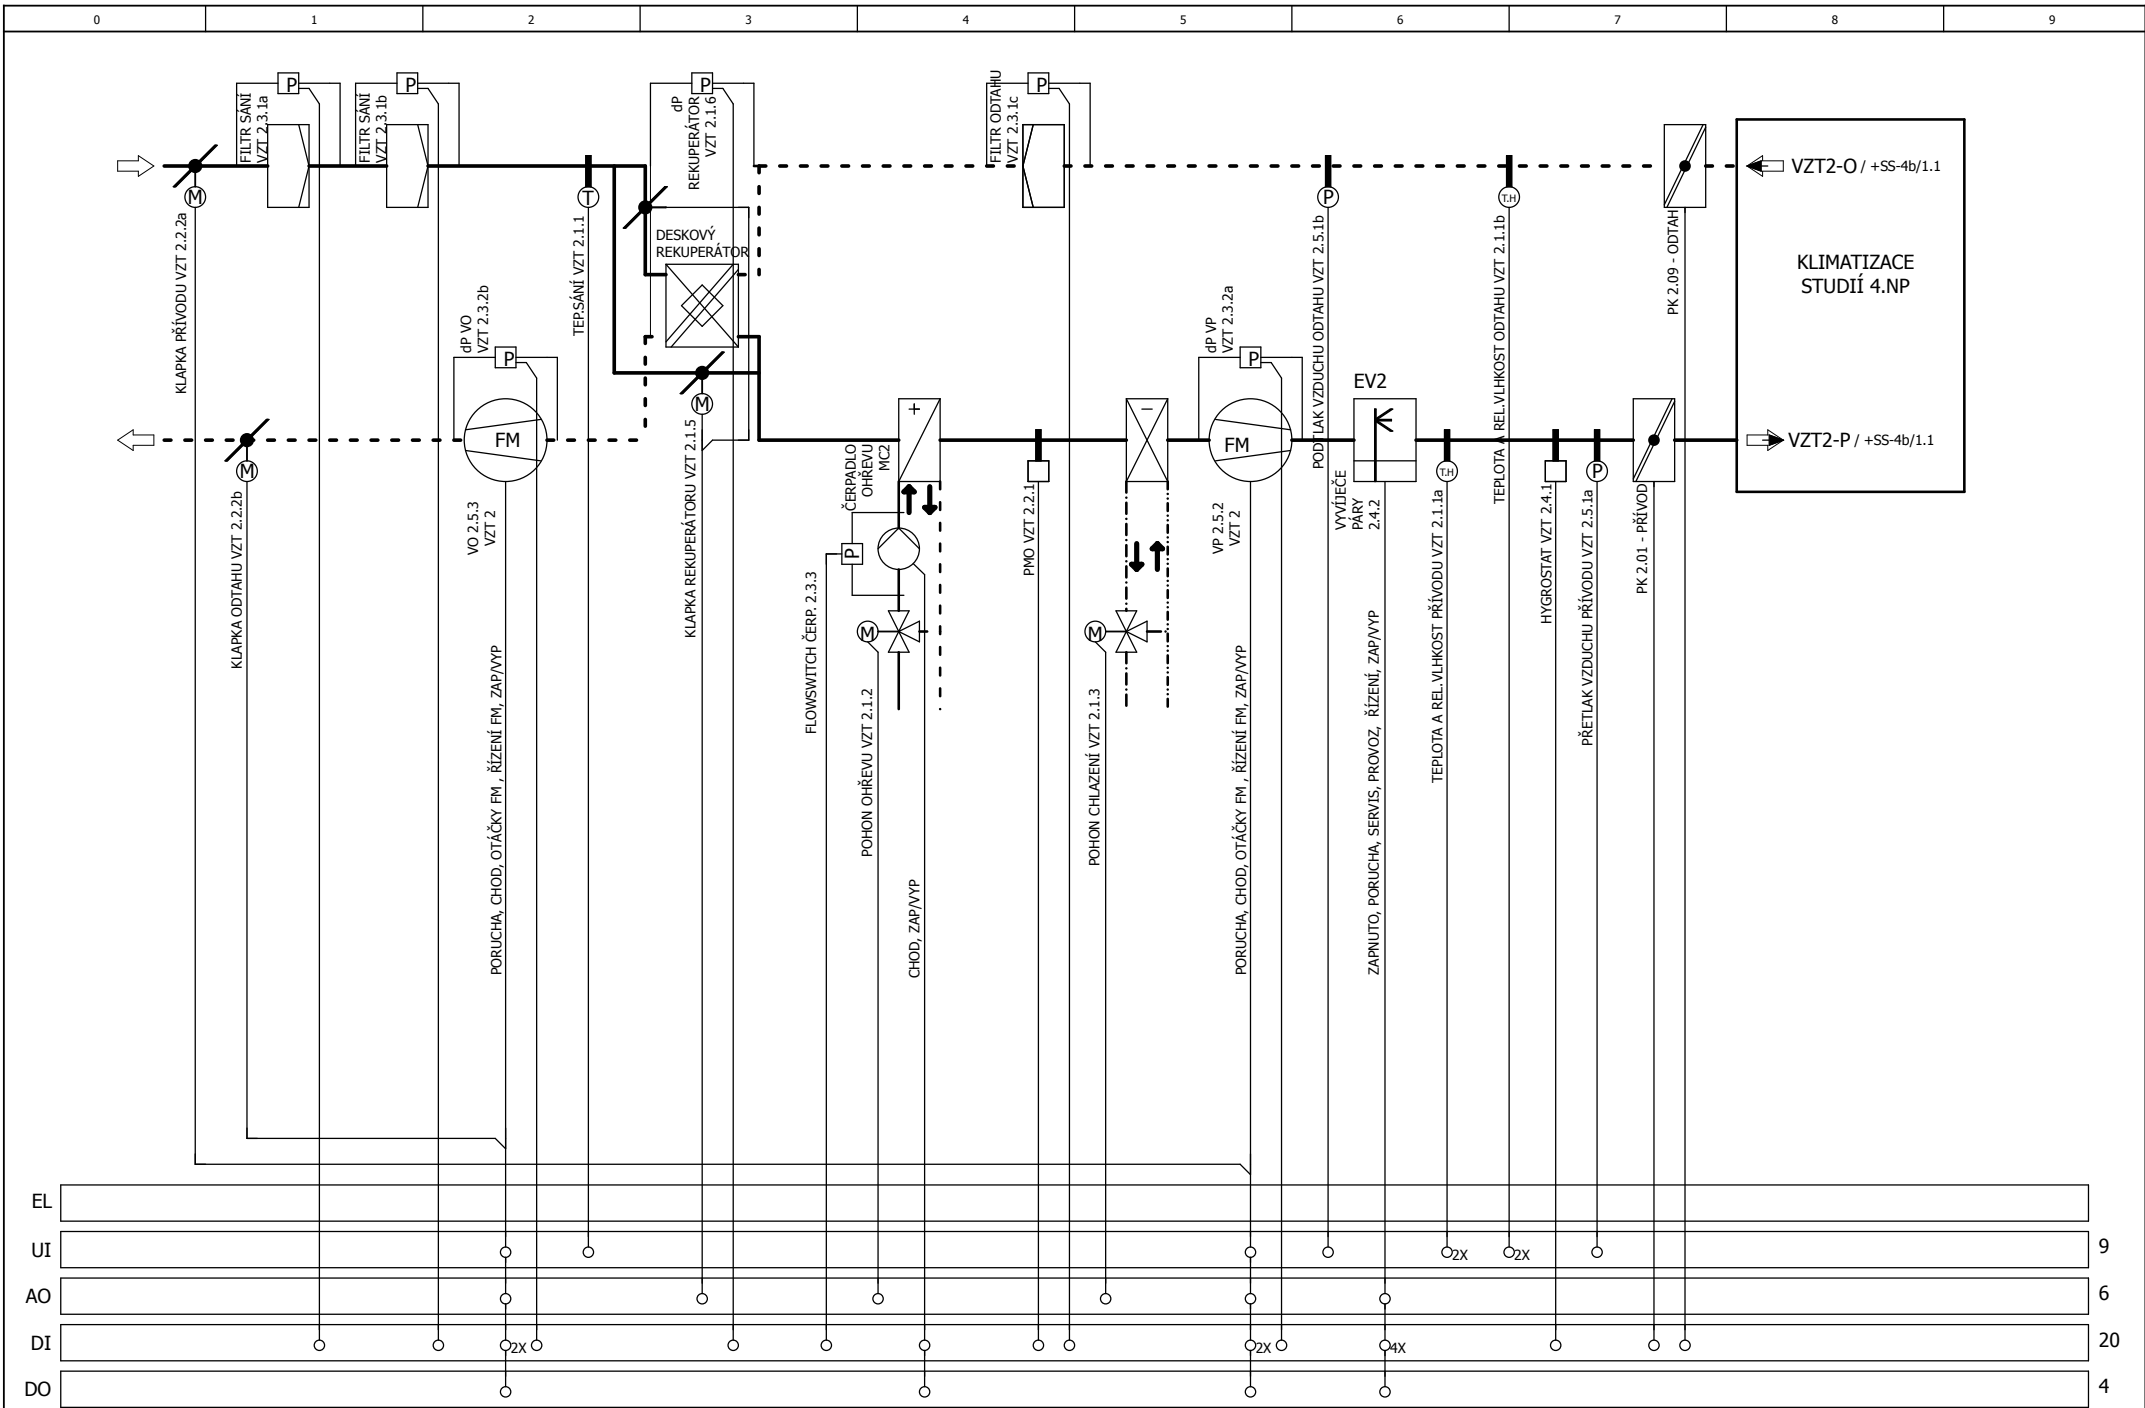 0 1 2 3 4 5 6 7 8 9
P
FILTR SÁNÍ
VZT 2.3.1a
P
FILTR SÁNÍ
VZT 2.3.1b
P
dP
REKUPERÁTOR
VZT 2.1.6
P
FILTR ODTAHU
VZT 2.3.1c
M
KLAPKA PŘÍVODU VZT 2.2.2a
T
TEP.SÁNÍ VZT 2.1.1
DESKOVÝ
REKUPERÁTOR
P
PODTLAK VZDUCHU ODTAHU VZT 2.5.1b
T.H
TEPLOTA A REL.VLHKOST ODTAHU VZT 2.1.1b
PK 2.09 - ODTAH
VZT2-O / +SS-4b/1.1
KLIMATIZACE
STUDIÍ 4.NP
VZT2-P / +SS-4b/1.1
M
KLAPKA ODTAHU VZT 2.2.2b
dP VO
VZT 2.3.2b
P
FM
VO 2.5.3
VZT 2
PORUCHA, CHOD, OTÁČKY FM , ŘÍZENÍ FM, ZAP/VYP
M
KLAPKA REKUPERÁTORU VZT 2.1.5
+
ČERPADLO
OHŘEVU
MC2
P
FLOWSWITCH ČERP. 2.3.3
M
POHON OHŘEVU VZT 2.1.2
CHOD, ZAP/VYP
PMO VZT 2.2.1
−
M
POHON CHLAZENÍ VZT 2.1.3
dP VP
VZT 2.3.2a
P
FM
VP 2.5.2
VZT 2
PORUCHA, CHOD, OTÁČKY FM , ŘÍZENÍ FM, ZAP/VYP
EV2
VYVÍJEČE
PÁRY
2.4.2
ZAPNUTO, PORUCHA, SERVIS, PROVOZ, ŘÍZENÍ, ZAP/VYP
T.H
TEPLOTA A REL.VLHKOST PŘÍVODU VZT 2.1.1a
HYGROSTAT VZT 2.4.1
P
PŘETLAK VZDUCHU PŘÍVODU VZT 2.5.1a
PK 2.01 - PŘÍVOD
EL
UI 2X 2X 9
AO 6
DI 2X 2X 4X 20
DO 4